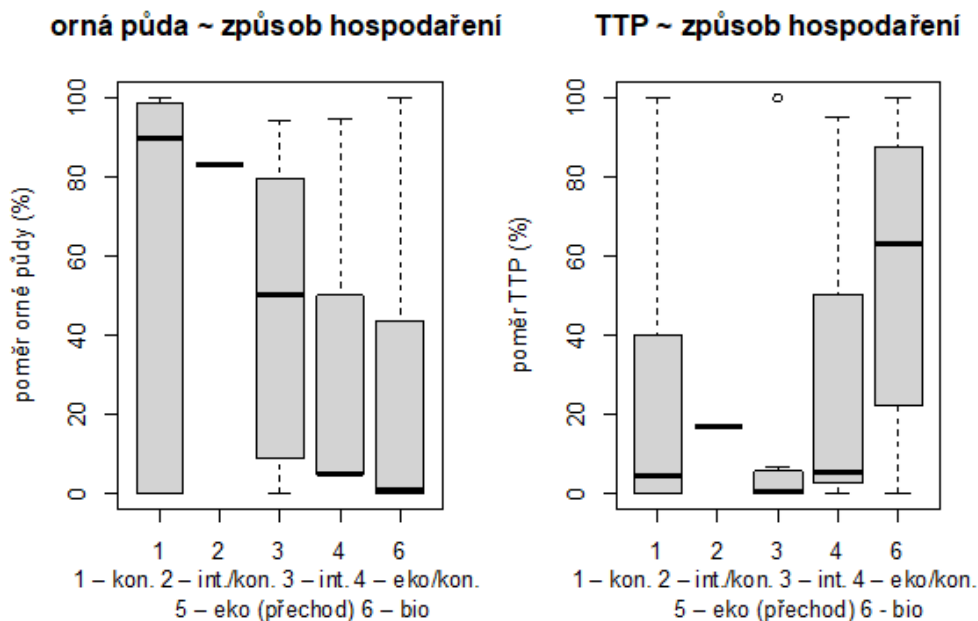 orná půda ~ způsob hospodaření
poměr orné půdy (%)
100
80
60
40
20
0
1 2 3 4 6
1 – kon. 2 – int./kon. 3 – int. 4 – eko/kon.
5 – eko (přechod) 6 – bio
TTP ~ způsob hospodaření
poměr TTP (%)
100
80
60
40
20
0
1 2 3 4 6
1 – kon. 2 – int./kon. 3 – int. 4 – eko/kon.
5 – eko (přechod) 6 - bio